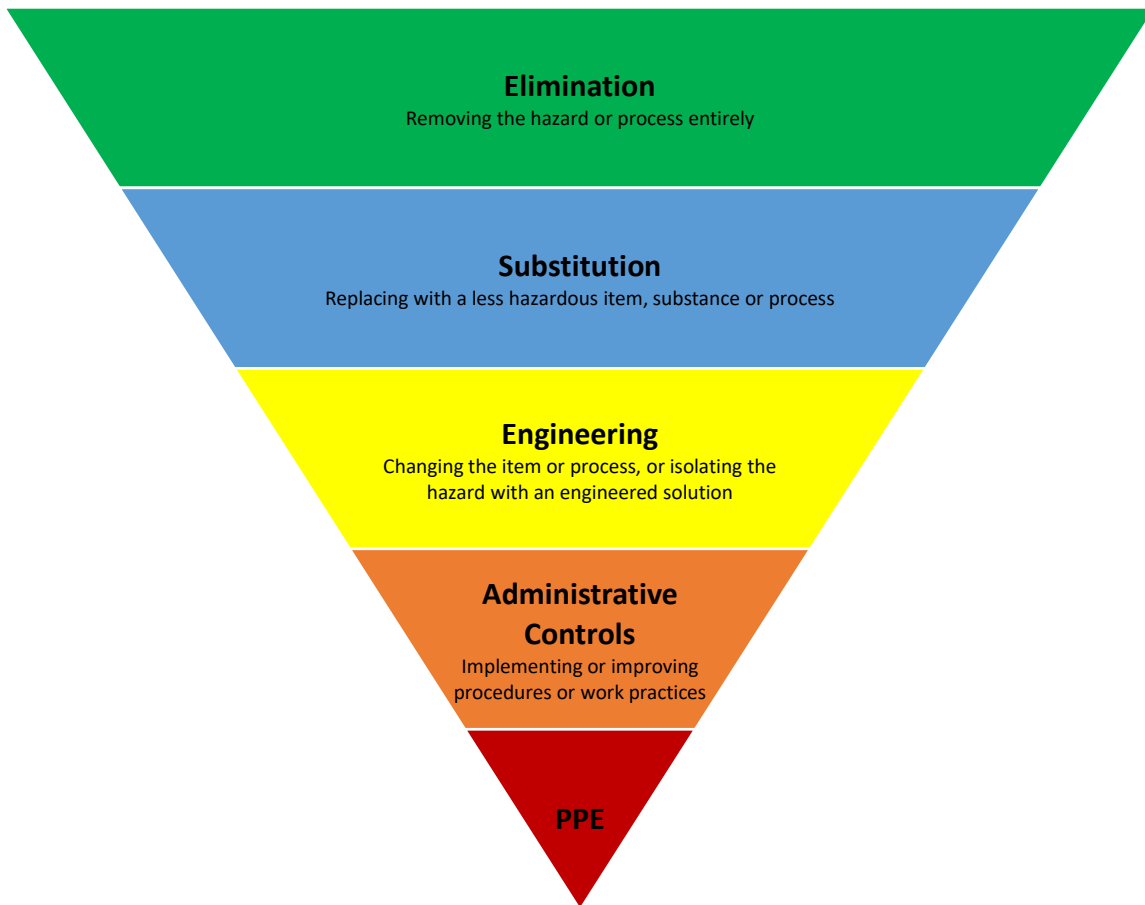 Elimination
Removing the hazard or process entirely
Substitution
Replacing with a less hazardous item, substance or process
Engineering
Changing the item or process, or isolating the
hazard with an engineered solution
Administrative
Controls
Implementing or improving
procedures or work practices
PPE